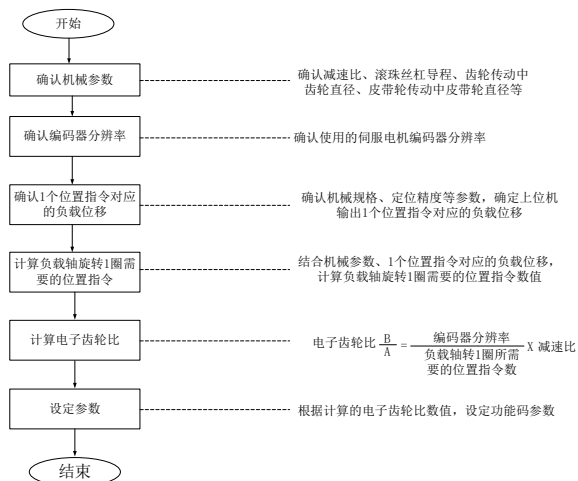 开始
确认机械参数
确认减速比、滚珠丝杠导程、齿轮传动中
齿轮直径、皮带轮传动中皮带轮直径等
确认编码器分辨率
确认使用的伺服电机编码器分辨率
确认1个位置指令对应
的负载位移
确认机械规格、定位精度等参数，确定上位机
输出1个位置指令对应的负载位移
计算负载轴旋转1圈需
要的位置指令
结合机械参数、1个位置指令对应的负载位移，
计算负载轴旋转1圈需要的位置指令数值
计算电子齿轮比
电子齿轮比 B/A = 编码器分辨率
负载轴转1圈所需
要的位置指令数
X 减速比
设定参数
根据计算的电子齿轮比数值，设定功能码参数
结束